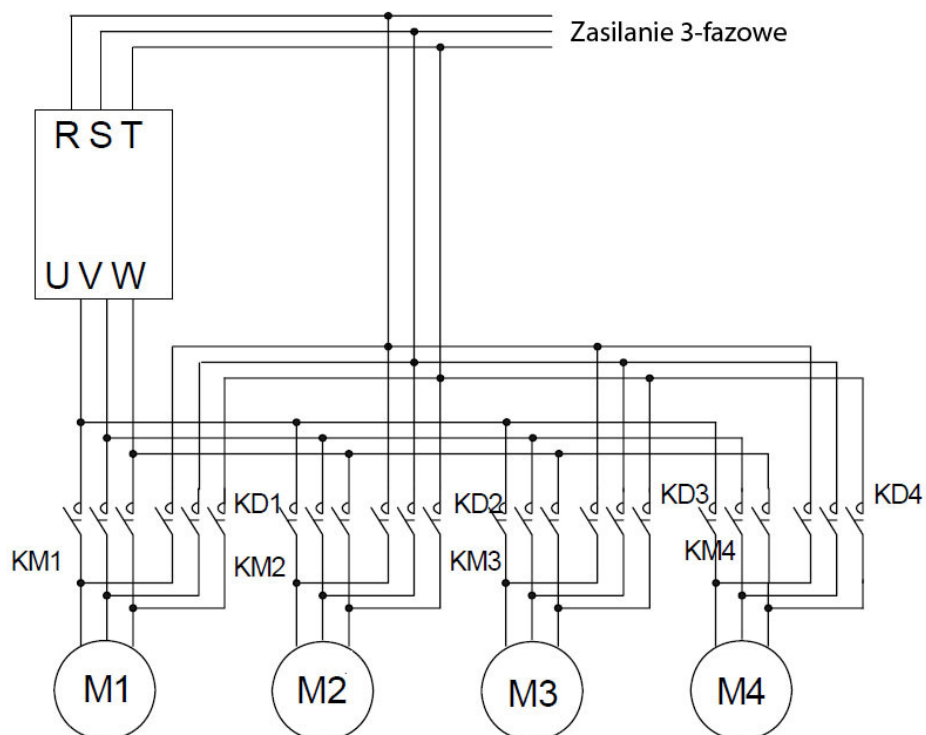 Zasilanie 3-fazowe
R S T
U V W
KD1
KD2
KD3
KD4
KM1
KM2
KM3
KM4
M1
M2
M3
M4